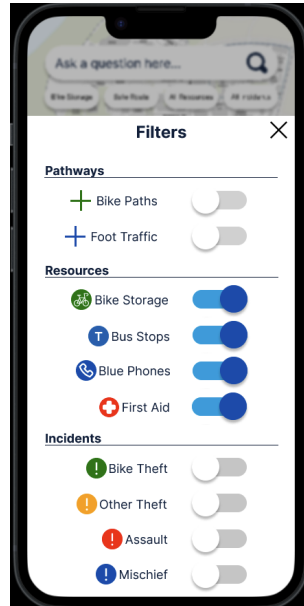 Ask a question here...
Bike Storage Safe Route All Resources All Incidents
Filters
Pathways
Bike Paths
Foot Traffic
Resources
Bike Storage
T Bus Stops
Blue Phones
First Aid
Incidents
! Bike Theft
! Other Theft
! Assault
! Mischief